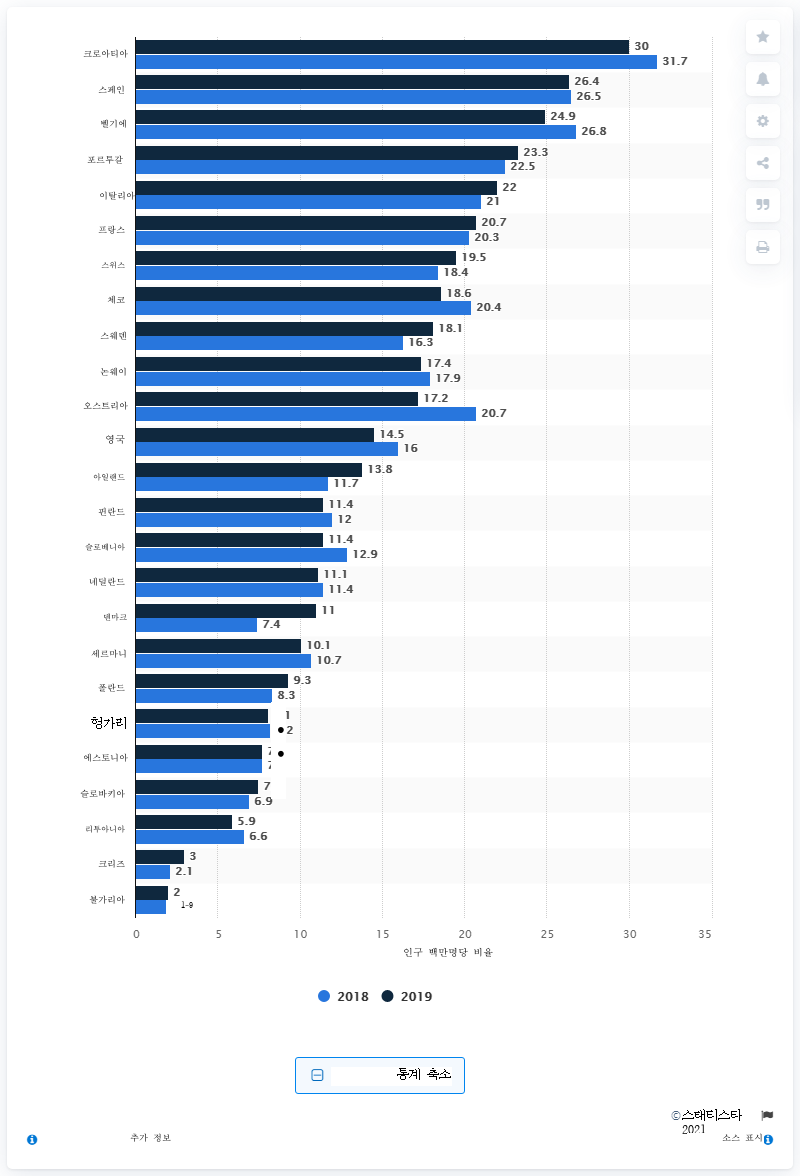 크로아티아 30
31.7
스페인 26.4
26.5
벨기에 24.9
26.8
포르투갈 23.3
22.5
이탈리아 22
21
프랑스 20.7
20.3
스위스 19.5
18.4
체코 18.6
20.4
스웨덴 18.1
16.3
논웨이 17.4
17.9
오스트리아 17.2
20.7
영국 14.5
16
아일랜드 13.8
11.7
핀란드 11.4
12
슬로베니아 11.4
12.9
네덜란드 11.1
11.4
덴마크 11
7.4
세르마니 10.1
10.7
폴란드 9.3
8.3
헝가리 1
•2
에스토니아 •
슬로바키아 7
6.9
리투아니아 5.9
6.6
크리즈 3
2.1
불가리아 2
1-9
0 5 10 15 20 25 30 35
인구 백만명당 비율
2018 2019
통계 축소
©스태티스타
2021
추가 정보 소스 표시